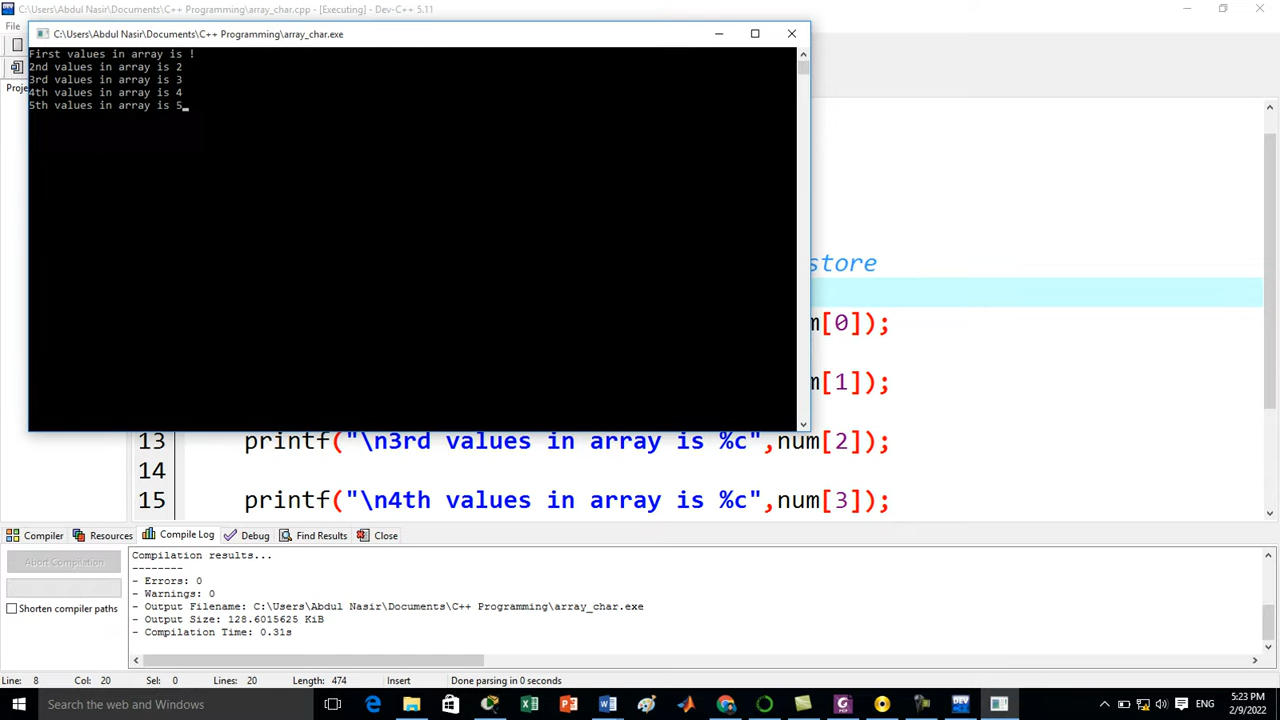 C:\Users\Abdul Nasir\Documents\C++ Programming\array_char.cpp - [Executing] - Dev-C++ 5.11
File
C:\Users\Abdul Nasir\Documents\C++ Programming\array_char.exe
First values in array is !
2nd values in array is 2
3rd values in array is 3
4th values in array is 4
5th values in array is 5
Proje
store
m[0]);
m[1]);
13 printf("\n3rd values in array is %c",num[2]);
14
15 printf("\n4th values in array is %c",num[3]);
Compiler Resources Compile Log Debug Find Results Close
Abort Compilation
Shorten compiler paths
Compilation results...
--------
- Errors: 0
- Warnings: 0
- Output Filename: C:\Users\Abdul Nasir\Documents\C++ Programming\array_char.exe
- Output Size: 128.6015625 KiB
- Compilation Time: 0.31s
Line: 8 Col: 20 Sel: 0 Lines: 20 Length: 474 Insert Done parsing in 0 seconds
Search the web and Windows
ENG
5:23 PM
2/9/2022